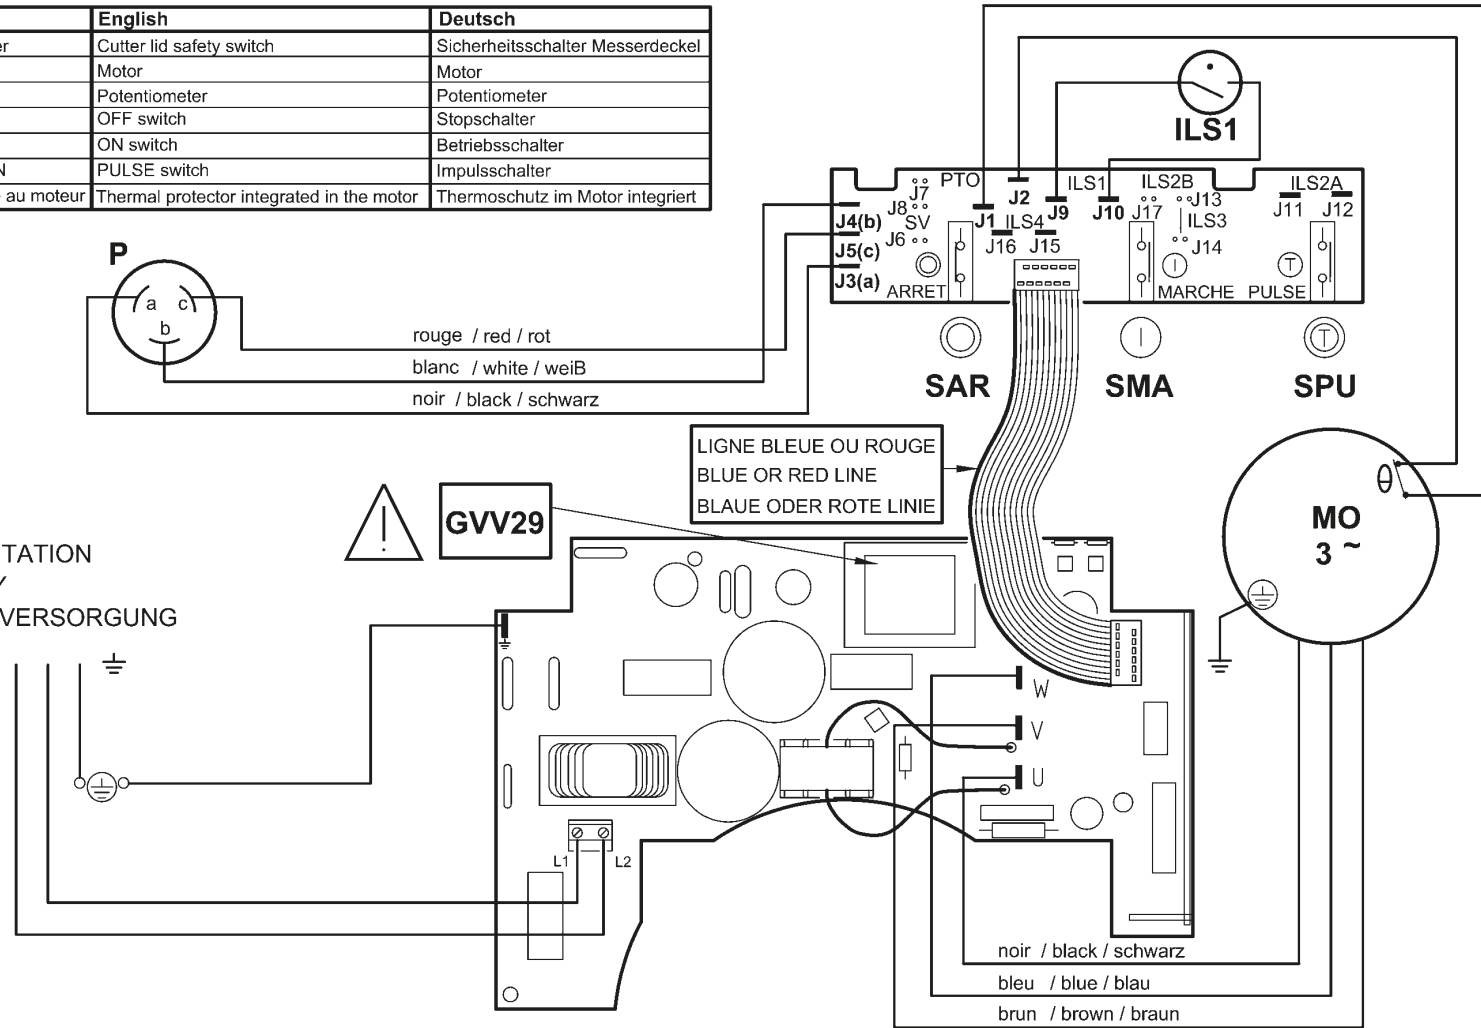 English Deutsch
er Cutter lid safety switch Sicherheitsschalter Messerdeckel
Motor Motor
Potentiometer Potentiometer
OFF switch Stopschalter
ON switch Betriebsschalter
N PULSE switch Impulsschalter
au moteur Thermal protector integrated in the motor Thermoschutz im Motor integriert
ILS1
J7 PTO J2 ILS1 ILS2B ILS2A
J8 J1 J9 J10 J17 J13 J11 J12
J4(b) SV ILS4 ILS3
J6 J16 J15 J14
J5(c)
J3(a) ARRET I MARCHE PULSE T
SAR I SMA T SPU
P
a c
b
rouge / red / rot
blanc / white / weiB
noir / black / schwarz
LIGNE BLEUE OU ROUGE
BLUE OR RED LINE
BLAUE ODER ROTE LINIE
! GVV29
θ
MO
3 ~
TATION
Y
VERSORGUNG
W
V
U
L1 L2
noir / black / schwarz
bleu / blue / blau
brun / brown / braun